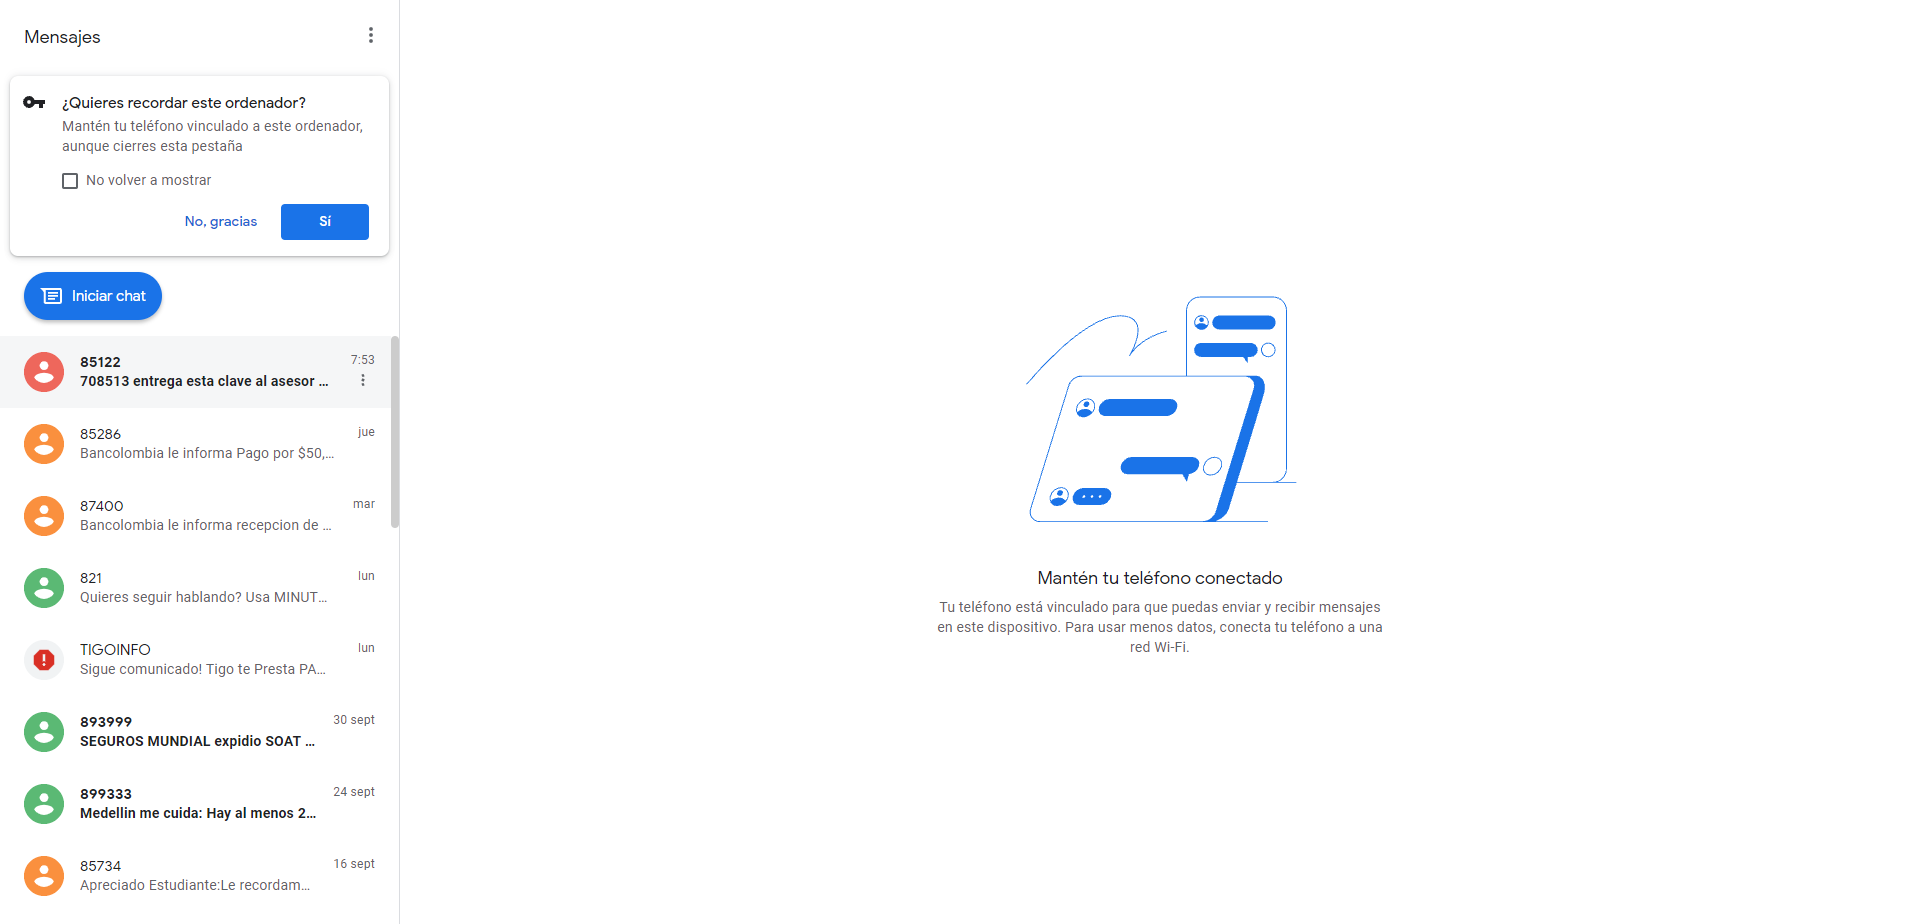 Mensajes
¿Quieres recordar este ordenador?
Mantén tu teléfono vinculado a este ordenador,
aunque cierres esta pestaña
No volver a mostrar
No, gracias
Sí
Iniciar chat
85122
7:53
708513 entrega esta clave al asesor ...
85286
jue
Bancolombia le informa Pago por $50,...
87400
mar
Bancolombia le informa recepcion de ...
821
lun
Quieres seguir hablando? Usa MINUT...
TIGOINFO
lun
Sigue comunicado! Tigo te Presta PA...
893999
30 sept
SEGUROS MUNDIAL expidio SOAT ...
899333
24 sept
Medellin me cuida: Hay al menos 2...
85734
16 sept
Apreciado Estudiante:Le recordam...
Mantén tu teléfono conectado
Tu teléfono está vinculado para que puedas enviar y recibir mensajes
en este dispositivo. Para usar menos datos, conecta tu teléfono a una
red Wi-Fi.